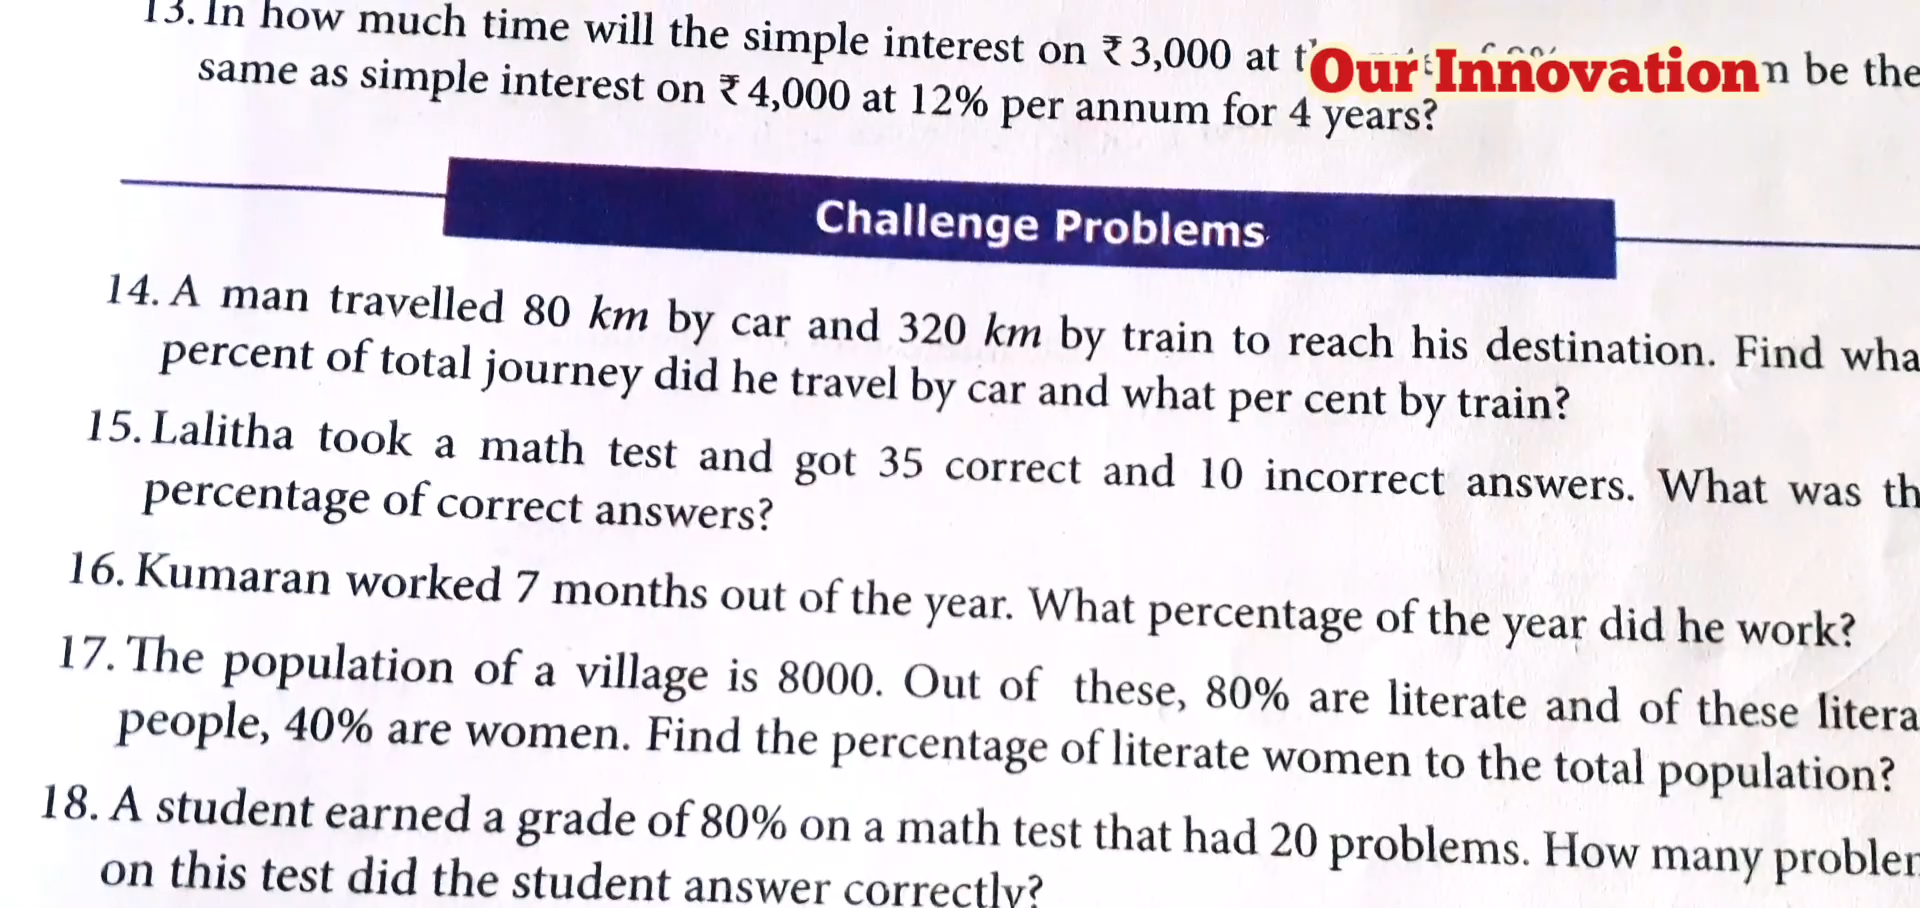 13. In how much time will the simple interest on ₹ 3,000 at
Our Innovation
be the
same as simple interest on ₹ 4,000 at 12% per annum for 4 years?
Challenge Problems
14. A man travelled 80 km by car and 320 km by train to reach his destination. Find wha
percent of total journey did he travel by car and what per cent by train?
15. Lalitha took a math test and got 35 correct and 10 incorrect answers. What was th
percentage of correct answers?
16. Kumaran worked 7 months out of the year. What percentage of the year did he work?
17. The population of a village is 8000. Out of these, 80% are literate and of these litera
people, 40% are women. Find the percentage of literate women to the total population?
18. A student earned a grade of 80% on a math test that had 20 problems. How many problem
on this test did the student answer correctly?